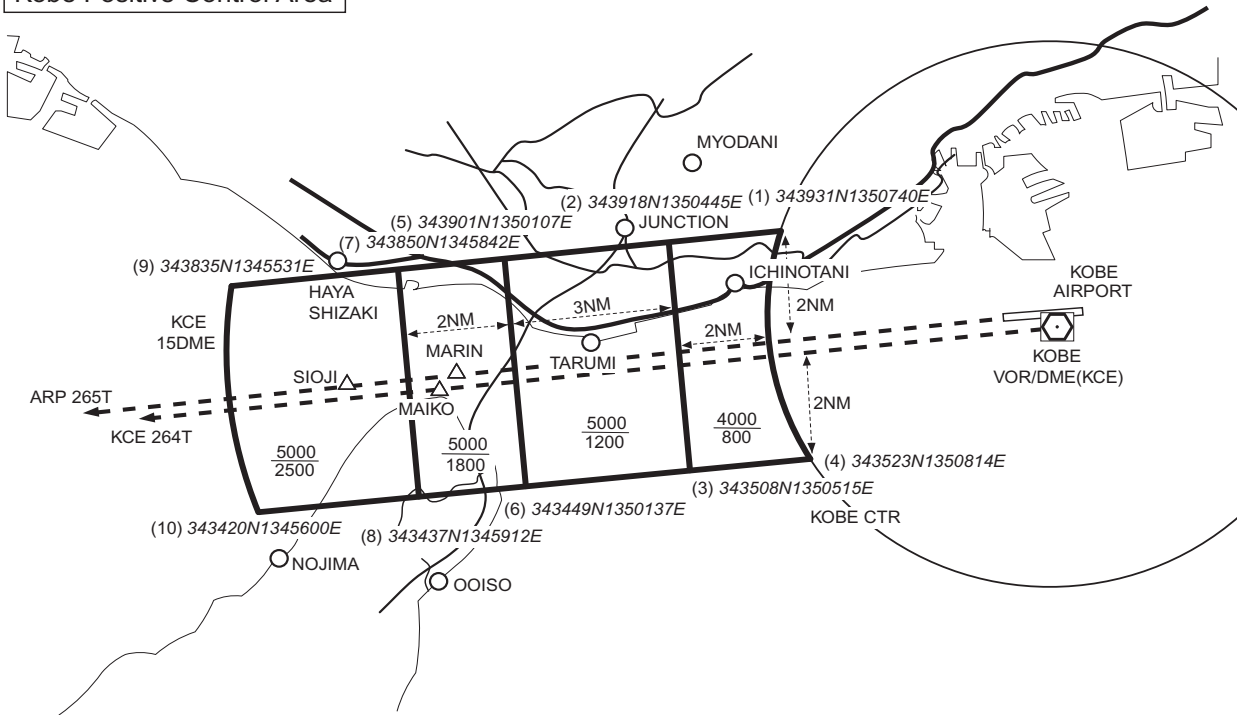 Kobe Positive Control Area
MYODANI
(2) 343918N1350445E
(1) 343931N1350740E
(5) 343901N1350107E
JUNCTION
(7) 343850N1345842E
(9) 343835N1345531E
ICHINOTANI
KOBE
AIRPORT
HAYA
SHIZAKI
KCE
15DME
2NM
3NM
2NM
2NM
MARIN
TARUMI
KOBE
VOR/DME(KCE)
SIOJI
ARP 265T
MAIKO
2NM
KCE 264T
5000
2500
5000
1800
5000
1200
4000
800
(4) 343523N1350814E
(3) 343508N1350515E
(6) 343449N1350137E
KOBE CTR
(10) 343420N1345600E
(8) 343437N1345912E
NOJIMA
OOISO